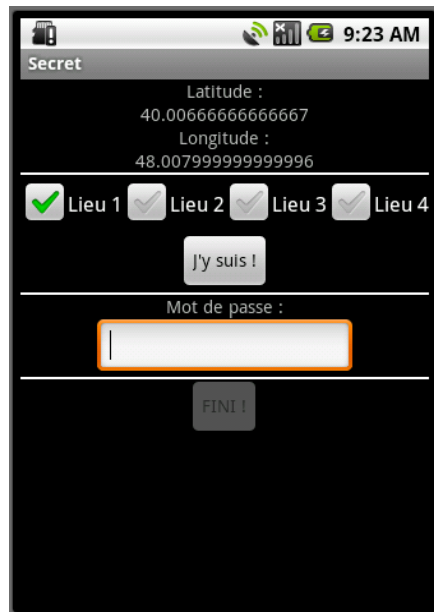 9:23 AM
Secret
Latitude :
40.00666666666667
Longitude :
48.007999999999996
Lieu 1 Lieu 2 Lieu 3 Lieu 4
J'y suis !
Mot de passe :
FINI !